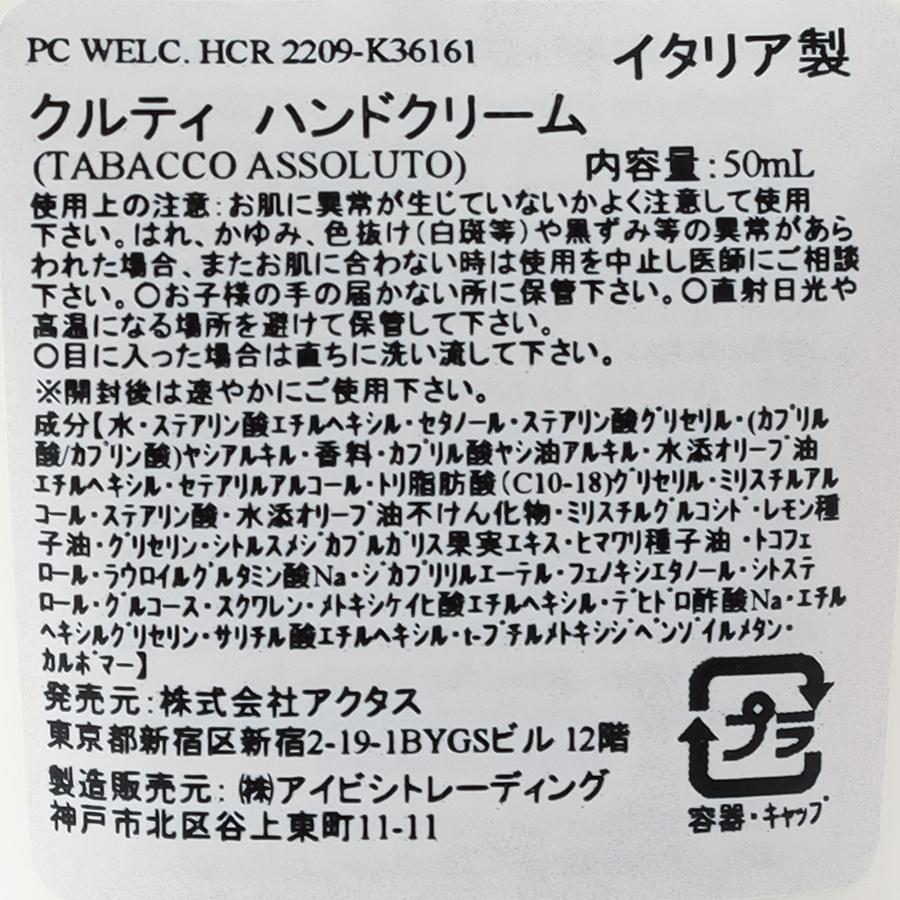 PC WELC. HCR 2209-K36161
イタリア製
クルティ ハンドクリーム
(TABACCO ASSOLUTO)
内容量:50mL
使用上の注意:お肌に異常が生じていないかよく注意して使用
下さい。はれ、かゆみ、色抜け(白斑等)や黒ずみ等の異常があら
われた場合、またお肌に合わない時は使用を中止し医師にご相談
下さい。〇お子様の手の届かない所に保管下さい。〇直射日光や
高温になる場所を避けて保管して下さい。
〇目に入った場合は直ちに洗い流して下さい。
※開封後は速やかにご使用下さい。
成分【水・ステアリン酸エチルヘキシル・セタノール・ステアリン酸グリセリル・(カプリル
酸/カプリン酸)ヤシアルキル・香料・カプリル酸ヤシ油アルキル・水添オリーブ油
エチルヘキシル・セテアリルアルコール・トリ脂肪酸(C10-18)グリセリル・ミリスチルアル
コール・ステアリン酸・水添オリーブ油不けん化物・ミリスチルグルコシド・レモン種
子油・グリセリン・シトルスメジカブルガリス果実エキス・ヒマワリ種子油・トコフェ
ロール・ラウロイルグルタミン酸Na・ジカプリリルエーテル・フェノキシエタノール・シトステ
ロール・グルコース・スクワレン・メトキシケイヒ酸エチルヘキシル・デヒドロ酢酸Na・エチル
ヘキシルグリセリン・サリチル酸エチルヘキシル・t-ブチルメトキシジベンゾイルメタン・
カルボマー】
発売元:株式会社アクタス
東京都新宿区新宿2-19-1BYGSビル 12階
製造販売元:㈱アイビシトレーディング
神戸市北区谷上東町11-11
プラ
容器・キャップ